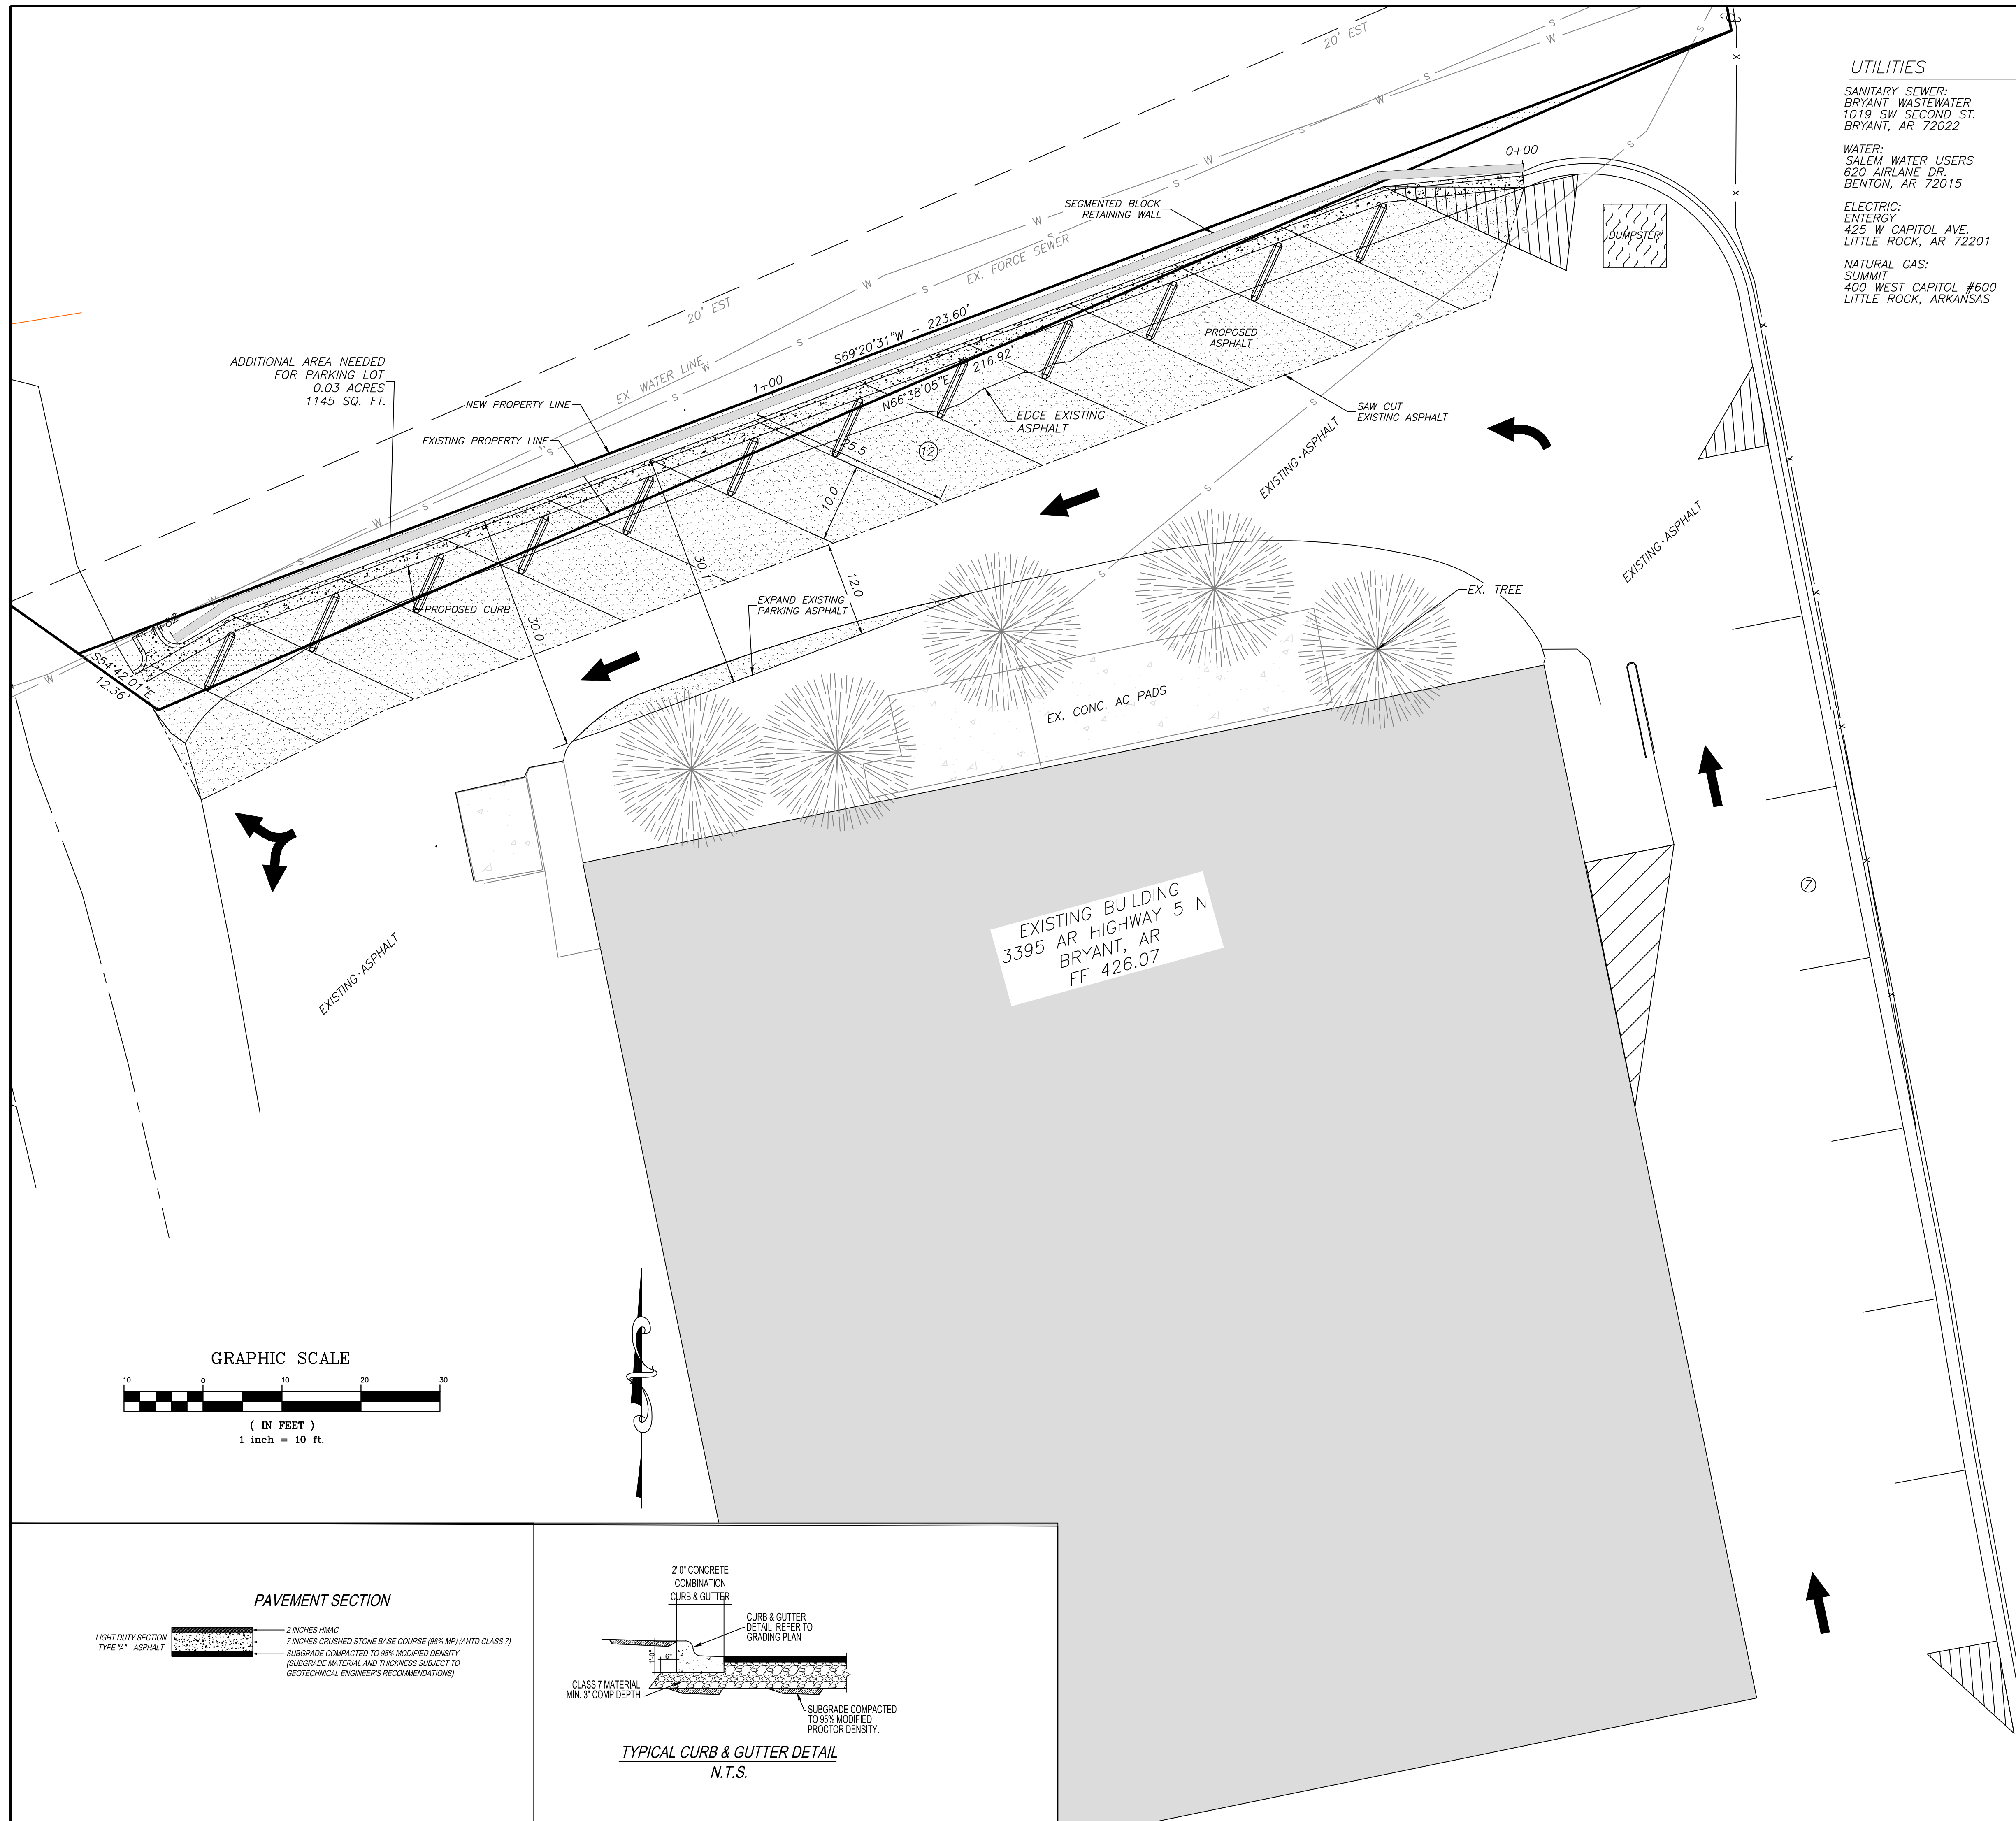 20' EST
S
W
UTILITIES
SANITARY SEWER:
BRYANT WASTEWATER
1019 SW SECOND ST.
BRYANT, AR 72022
WATER:
SALEM WATER USERS
620 AIRLANE DR.
BENTON, AR 72015
ELECTRIC:
ENTERGY
425 W CAPITOL AVE.
LITTLE ROCK, AR 72201
NATURAL GAS:
SUMMIT
400 WEST CAPITOL #600
LITTLE ROCK, ARKANSAS
0+00
SEGMENTED BLOCK
RETAINING WALL
DUMPSTER
EX. FORCE SEWER
20' EST
S69°20'31"W - 223.60'
PROPOSED
ASPHALT
ADDITIONAL AREA NEEDED
FOR PARKING LOT
0.03 ACRES
1145 SQ. FT.
EX. WATER LINE
1+00
N66°38'05"E
216.92'
NEW PROPERTY LINE
EDGE EXISTING
ASPHALT
SAW CUT
EXISTING ASPHALT
EXISTING PROPERTY LINE
25.5
12
10.0
EXISTING ASPHALT
EXISTING ASPHALT
30.1
12.0
PROPOSED CURB
EXPAND EXISTING
PARKING ASPHALT
EX. TREE
30.0
S54°42'01"E
12.36'
EX. CONC. AC PADS
7
EXISTING BUILDING
3395 AR HIGHWAY 5 N
BRYANT, AR
FF 426.07
EXISTING ASPHALT
GRAPHIC SCALE
10 0 10 20 30
( IN FEET )
1 inch = 10 ft.
PAVEMENT SECTION
LIGHT DUTY SECTION
TYPE "A" ASPHALT
2 INCHES HMAC
7 INCHES CRUSHED STONE BASE COURSE (98% MP) (AHTD CLASS 7)
SUBGRADE COMPACTED TO 95% MODIFIED DENSITY
(SUBGRADE MATERIAL AND THICKNESS SUBJECT TO
GEOTECHNICAL ENGINEER'S RECOMMENDATIONS)
2' 0" CONCRETE
COMBINATION
CURB & GUTTER
CURB & GUTTER
DETAIL REFER TO
GRADING PLAN
1'-0"
6"
CLASS 7 MATERIAL
MIN. 3" COMP DEPTH
SUBGRADE COMPACTED
TO 95% MODIFIED
PROCTOR DENSITY.
TYPICAL CURB & GUTTER DETAIL
N.T.S.